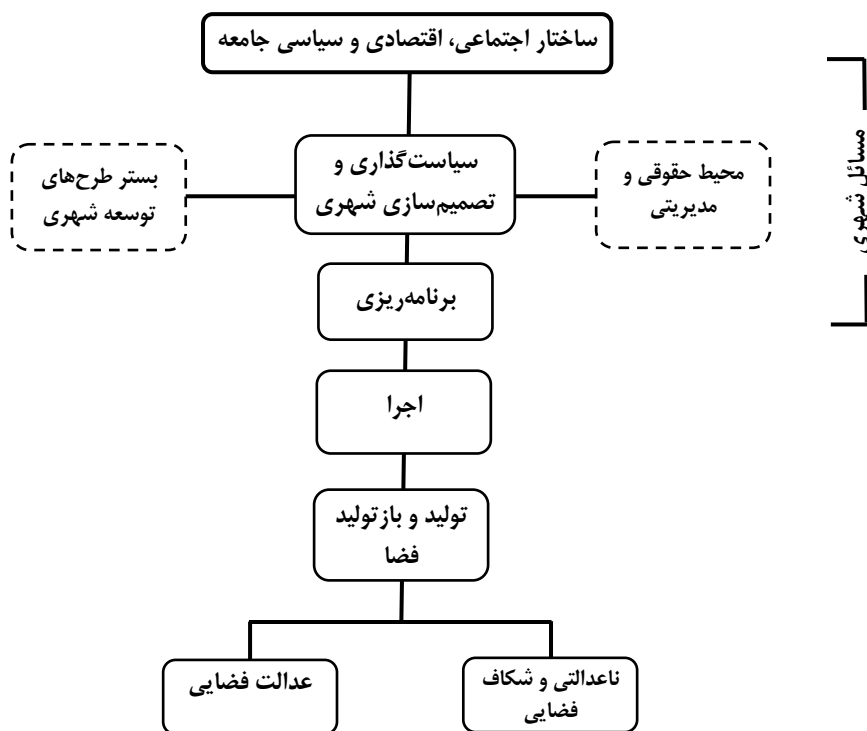 ساختار اجتماعی، اقتصادی و سیاسی جامعه
مسائل شهری
محیط حقوقی و
مدیریتی
سیاست‌گذاری و
تصمیم‌سازی شهری
بستر طرح‌های
توسعه شهری
برنامه‌ریزی
اجرا
تولید و بازتولید
فضا
ناعدالتی و شکاف
فضایی
عدالت فضایی